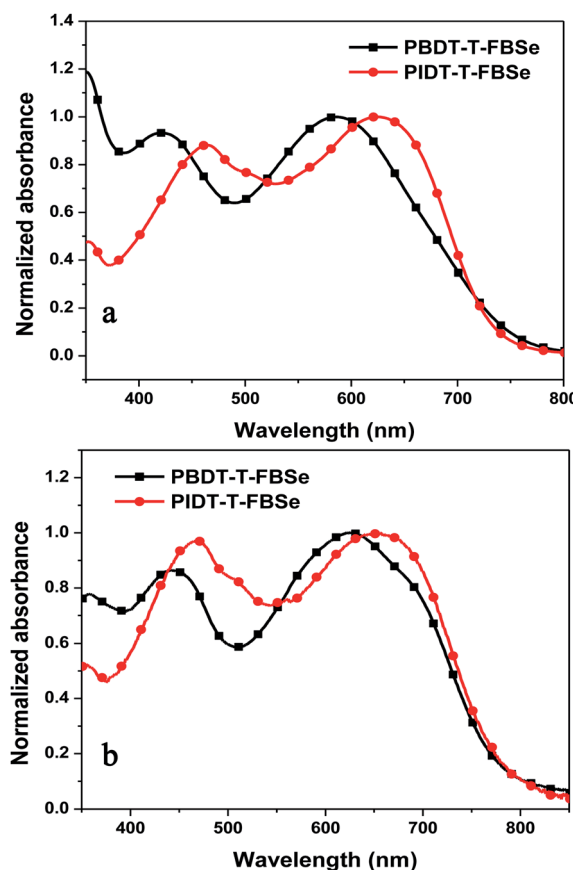 1.4
1.2
1.0
0.8
0.6
0.4
0.2
0.0
Normalized absorbance
PBDT-T-FBSe
PIDT-T-FBSe
a
400 500 600 700 800
Wavelength (nm)
1.2
1.0
0.8
0.6
0.4
0.2
0.0
Normalized absorbance
PBDT-T-FBSe
PIDT-T-FBSe
b
400 500 600 700 800
Wavelength (nm)